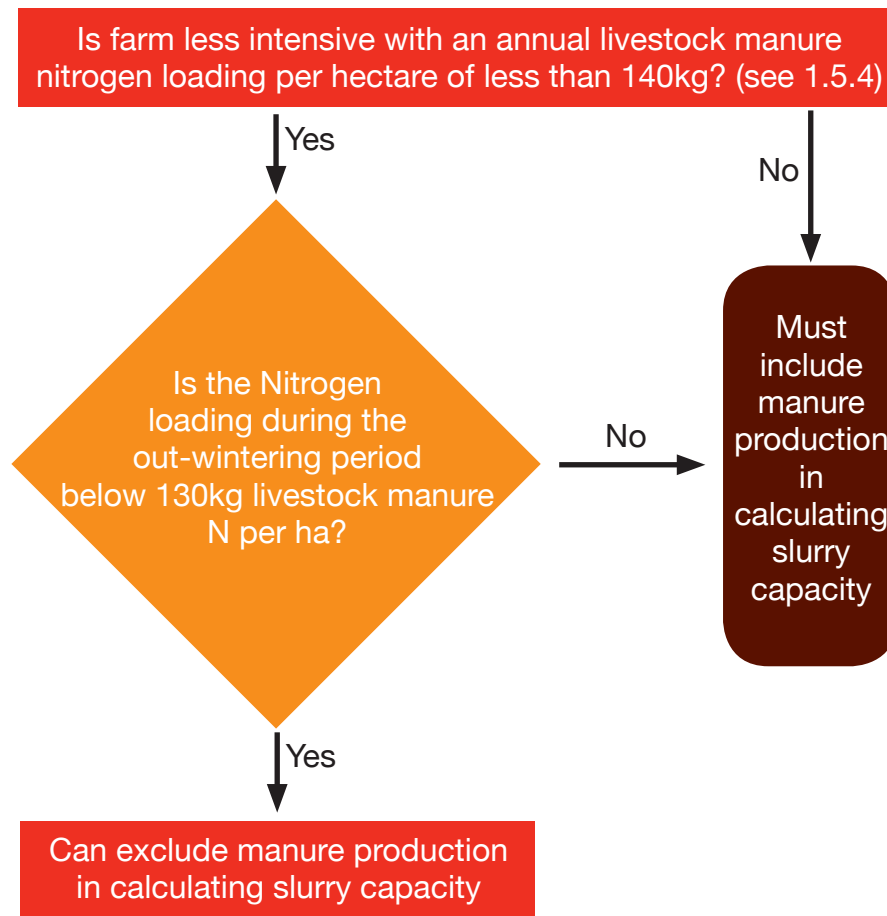 Is farm less intensive with an annual livestock manure
nitrogen loading per hectare of less than 140kg? (see 1.5.4)
Yes
No
Is the Nitrogen
loading during the
out-wintering period
below 130kg livestock manure
N per ha?
No
Must
include
manure
production
in
calculating
slurry
capacity
Yes
Can exclude manure production
in calculating slurry capacity